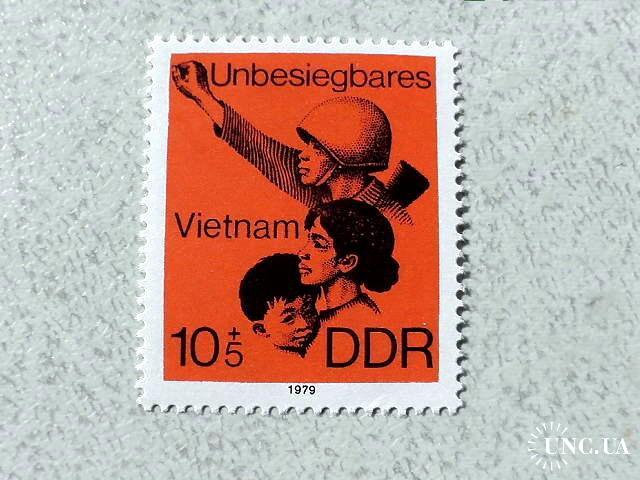 Unbesiegbares
Vietnam
10+5 DDR
1979
UNC.UA